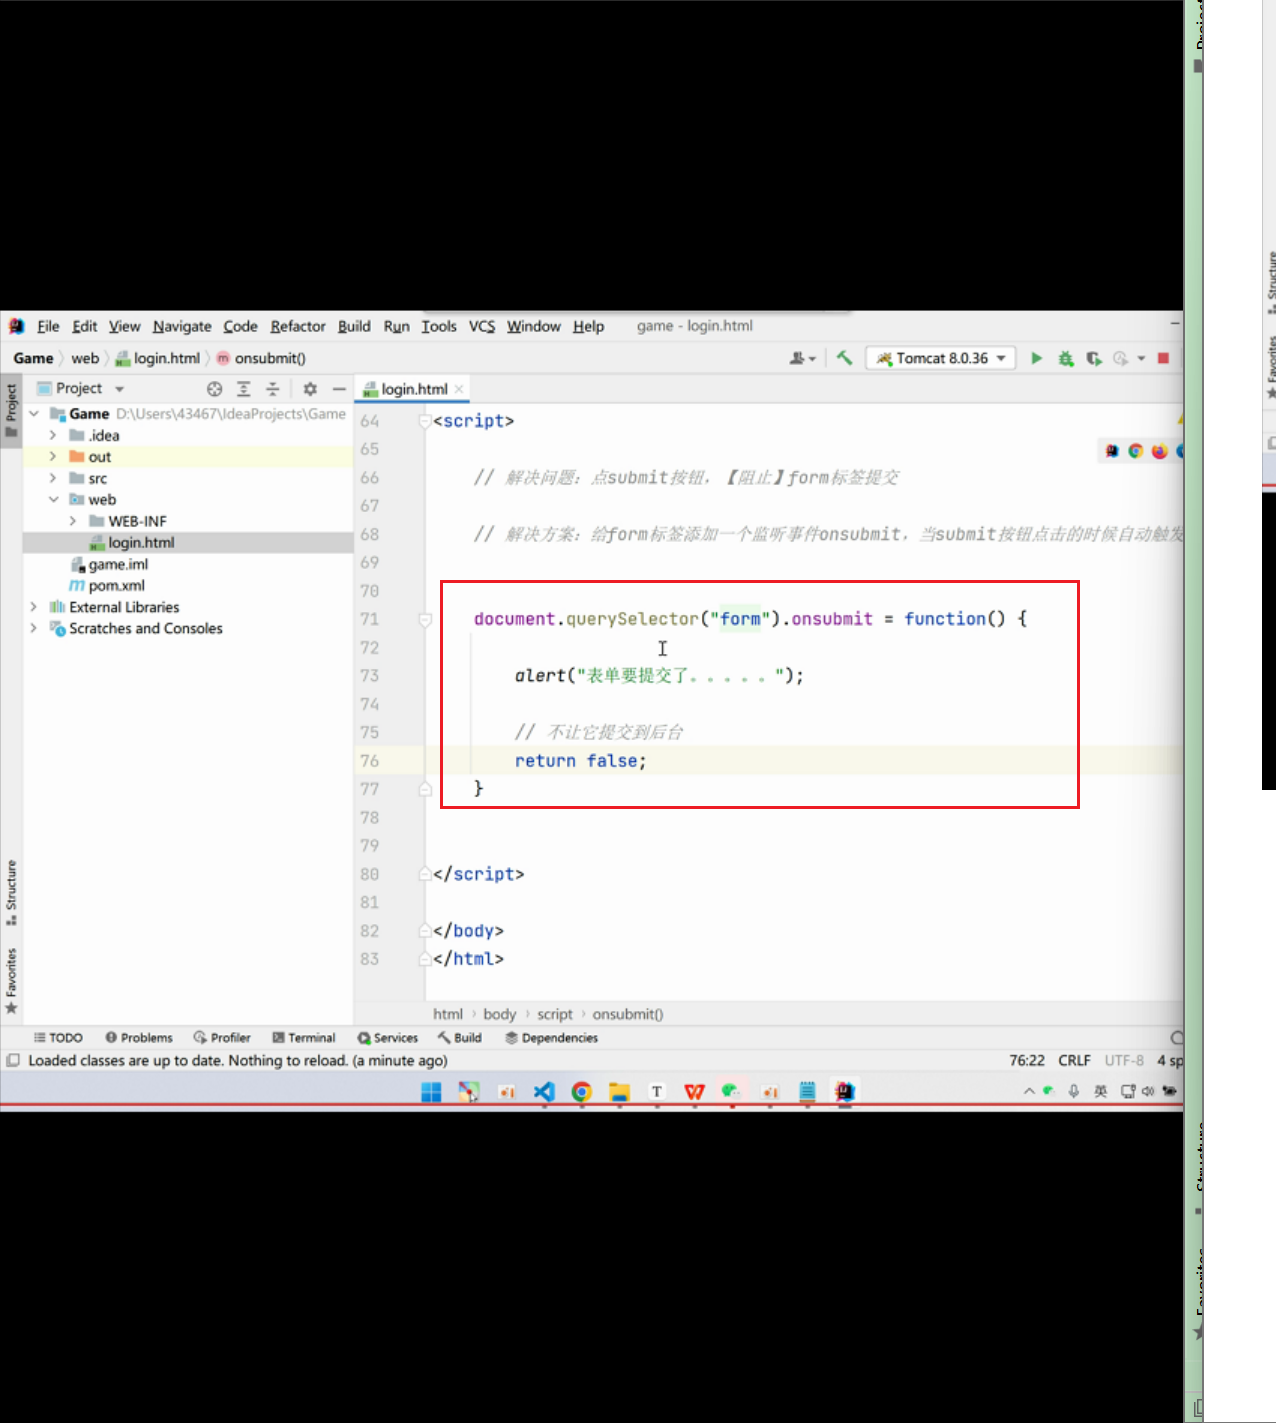 File Edit View Navigate Code Refactor Build Run Tools VCS Window Help game - login.html
Game web login.html onsubmit() Tomcat 8.0.36
Project
login.html
Project
Game D:\Users\43467\IdeaProjects\Game
.idea
out
src
web
WEB-INF
login.html
game.iml
pom.xml
External Libraries
Scratches and Consoles
Structure
Favorites
64 <script>
65
66 // 解决问题：点submit按钮，【阻止】form标签提交
67
68 // 解决方案：给form标签添加一个监听事件onsubmit，当submit按钮点击的时候自动触发
69
70
71 document.querySelector("form").onsubmit = function() {
72
73 alert("表单要提交了。。。。。");
74
75 // 不让它提交到后台
76 return false;
77 }
78
79
80 </script>
81
82 </body>
83 </html>
html body script onsubmit()
TODO Problems Profiler Terminal Services Build Dependencies
Loaded classes are up to date. Nothing to reload. (a minute ago) 76:22 CRLF UTF-8 4 sp
T 英
Structure
Favorites